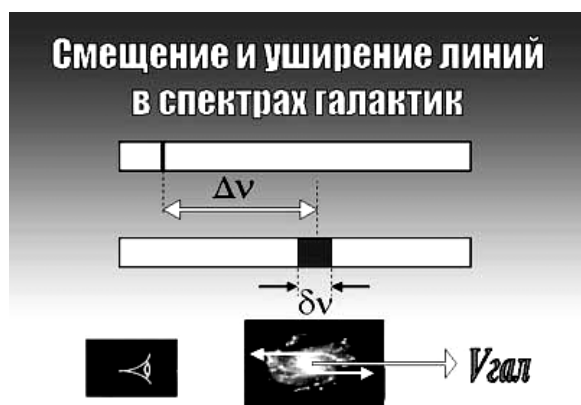 Смещение и уширение линий
в спектрах галактик
Δν
δν
Vгал